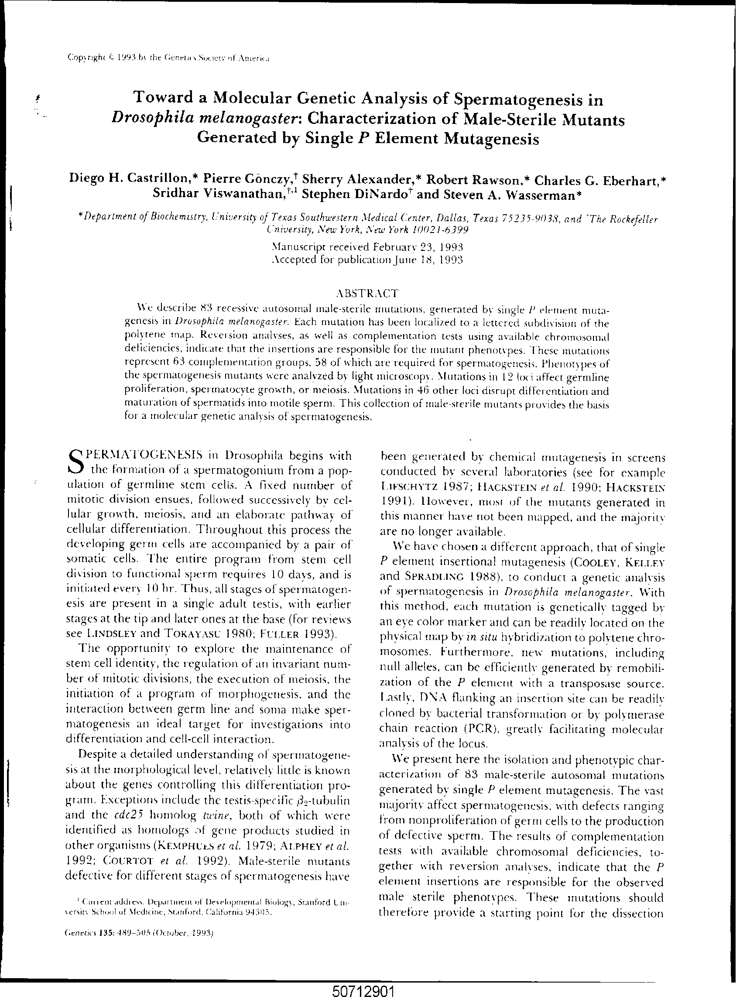 Copyright © 1993 by the Genetics Society of America
Toward a Molecular Genetic Analysis of Spermatogenesis in
Drosophila melanogaster: Characterization of Male-Sterile Mutants
Generated by Single P Element Mutagenesis
Diego H. Castrillon,* Pierre Gönczy,† Sherry Alexander,* Robert Rawson,* Charles G. Eberhart,*
Sridhar Viswanathan,†,1 Stephen DiNardo† and Steven A. Wasserman*
*Department of Biochemistry, University of Texas Southwestern Medical Center, Dallas, Texas 75235-9038, and †The Rockefeller
University, New York, New York 10021-6399
Manuscript received February 23, 1993
Accepted for publication June 18, 1993
ABSTRACT
We describe 83 recessive autosomal male-sterile mutations, generated by single P element muta-
genesis in Drosophila melanogaster. Each mutation has been localized to a lettered subdivision of the
polytene map. Reversion analyses, as well as complementation tests using available chromosomal
deficiencies, indicate that the insertions are responsible for the mutant phenotypes. These mutations
represent 63 complementation groups, 58 of which are required for spermatogenesis. Phenotypes of
the spermatogenesis mutants were analyzed by light microscopy. Mutations in 12 loci affect germline
proliferation, spermatocyte growth, or meiosis. Mutations in 46 other loci disrupt differentiation and
maturation of spermatids into motile sperm. This collection of male-sterile mutants provides the basis
for a molecular genetic analysis of spermatogenesis.
SPERMATOGENESIS in Drosophila begins with
the formation of a spermatogonium from a pop-
ulation of germline stem cells. A fixed number of
mitotic division ensues, followed successively by cel-
lular growth, meiosis, and an elaborate pathway of
cellular differentiation. Throughout this process the
developing germ cells are accompanied by a pair of
somatic cells. The entire program from stem cell
division to functional sperm requires 10 days, and is
initiated every 10 hr. Thus, all stages of spermatogen-
esis are present in a single adult testis, with earlier
stages at the tip and later ones at the base (for reviews
see LINDSLEY and TOKAYASU 1980; FULLER 1993).
The opportunity to explore the maintenance of
stem cell identity, the regulation of an invariant num-
ber of mitotic divisions, the execution of meiosis, the
initiation of a program of morphogenesis, and the
interaction between germ line and soma make sper-
matogenesis an ideal target for investigations into
differentiation and cell-cell interaction.
Despite a detailed understanding of spermatogene-
sis at the morphological level, relatively little is known
about the genes controlling this differentiation pro-
gram. Exceptions include the testis-specific β2-tubulin
and the cdc25 homolog twine, both of which were
identified as homologs of gene products studied in
other organisms (KEMPHUES et al. 1979; ALPHEY et al.
1992; COURTOT et al. 1992). Male-sterile mutants
defective for different stages of spermatogenesis have
1 Current address: Department of Developmental Biology, Stanford Uni-
versity School of Medicine, Stanford, California 94305.
Genetics 135: 489–505 (October, 1993)
been generated by chemical mutagenesis in screens
conducted by several laboratories (see for example
LIFSCHYTZ 1987; HACKSTEIN et al. 1990; HACKSTEIN
1991). However, most of the mutants generated in
this manner have not been mapped, and the majority
are no longer available.
We have chosen a different approach, that of single
P element insertional mutagenesis (COOLEY, KELLEY
and SPRADLING 1988), to conduct a genetic analysis
of spermatogenesis in Drosophila melanogaster. With
this method, each mutation is genetically tagged by
an eye color marker and can be readily located on the
physical map by in situ hybridization to polytene chro-
mosomes. Furthermore, new mutations, including
null alleles, can be efficiently generated by remobili-
zation of the P element with a transposase source.
Lastly, DNA flanking an insertion site can be readily
cloned by bacterial transformation or by polymerase
chain reaction (PCR), greatly facilitating molecular
analysis of the locus.
We present here the isolation and phenotypic char-
acterization of 83 male-sterile autosomal mutations
generated by single P element mutagenesis. The vast
majority affect spermatogenesis, with defects ranging
from nonproliferation of germ cells to the production
of defective sperm. The results of complementation
tests with available chromosomal deficiencies, to-
gether with reversion analyses, indicate that the P
element insertions are responsible for the observed
male sterile phenotypes. These mutations should
therefore provide a starting point for the dissection
50712901